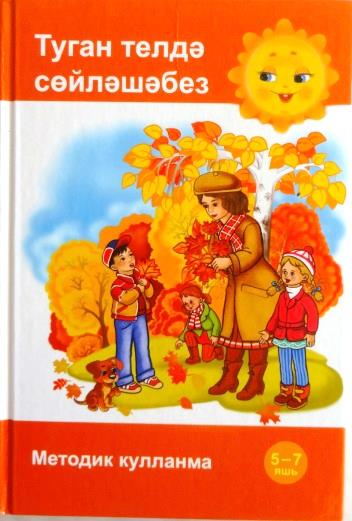 Туган телдә
сөйләшәбез
Методик кулланма
5–7
яшь